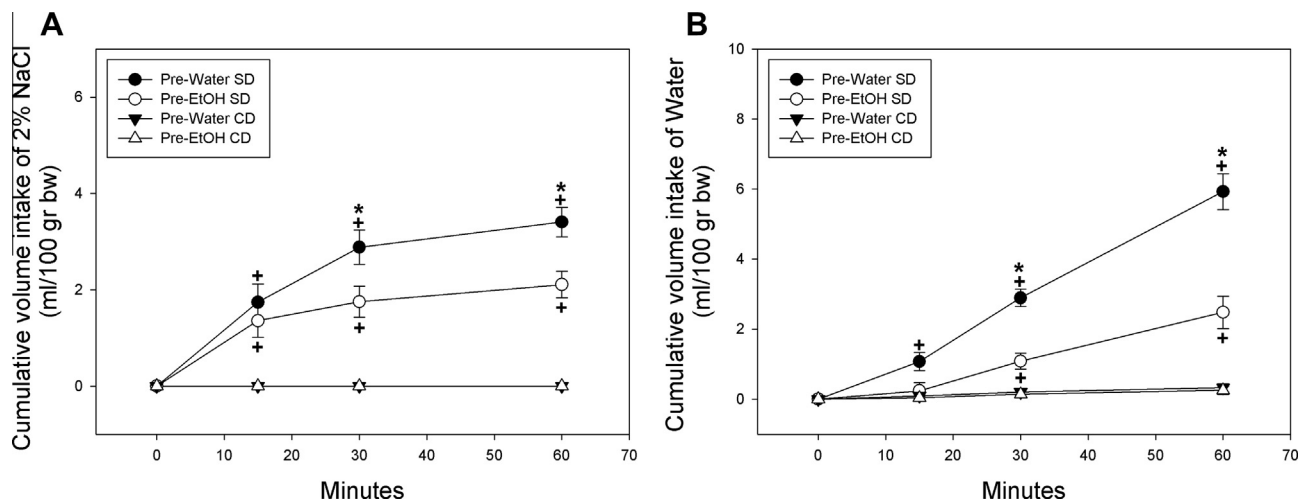 A
Cumulative volume intake of 2% NaCl
(ml/100 gr bw)
Pre-Water SD
Pre-EtOH SD
Pre-Water CD
Pre-EtOH CD
6
4
2
0
*
+
*
+
+
+
+
+
0 10 20 30 40 50 60 70
Minutes
B
Cumulative volume intake of Water
(ml/100 gr bw)
Pre-Water SD
Pre-EtOH SD
Pre-Water CD
Pre-EtOH CD
10
8
6
4
2
0
*
+
*
+
+
+
+
0 10 20 30 40 50 60 70
Minutes